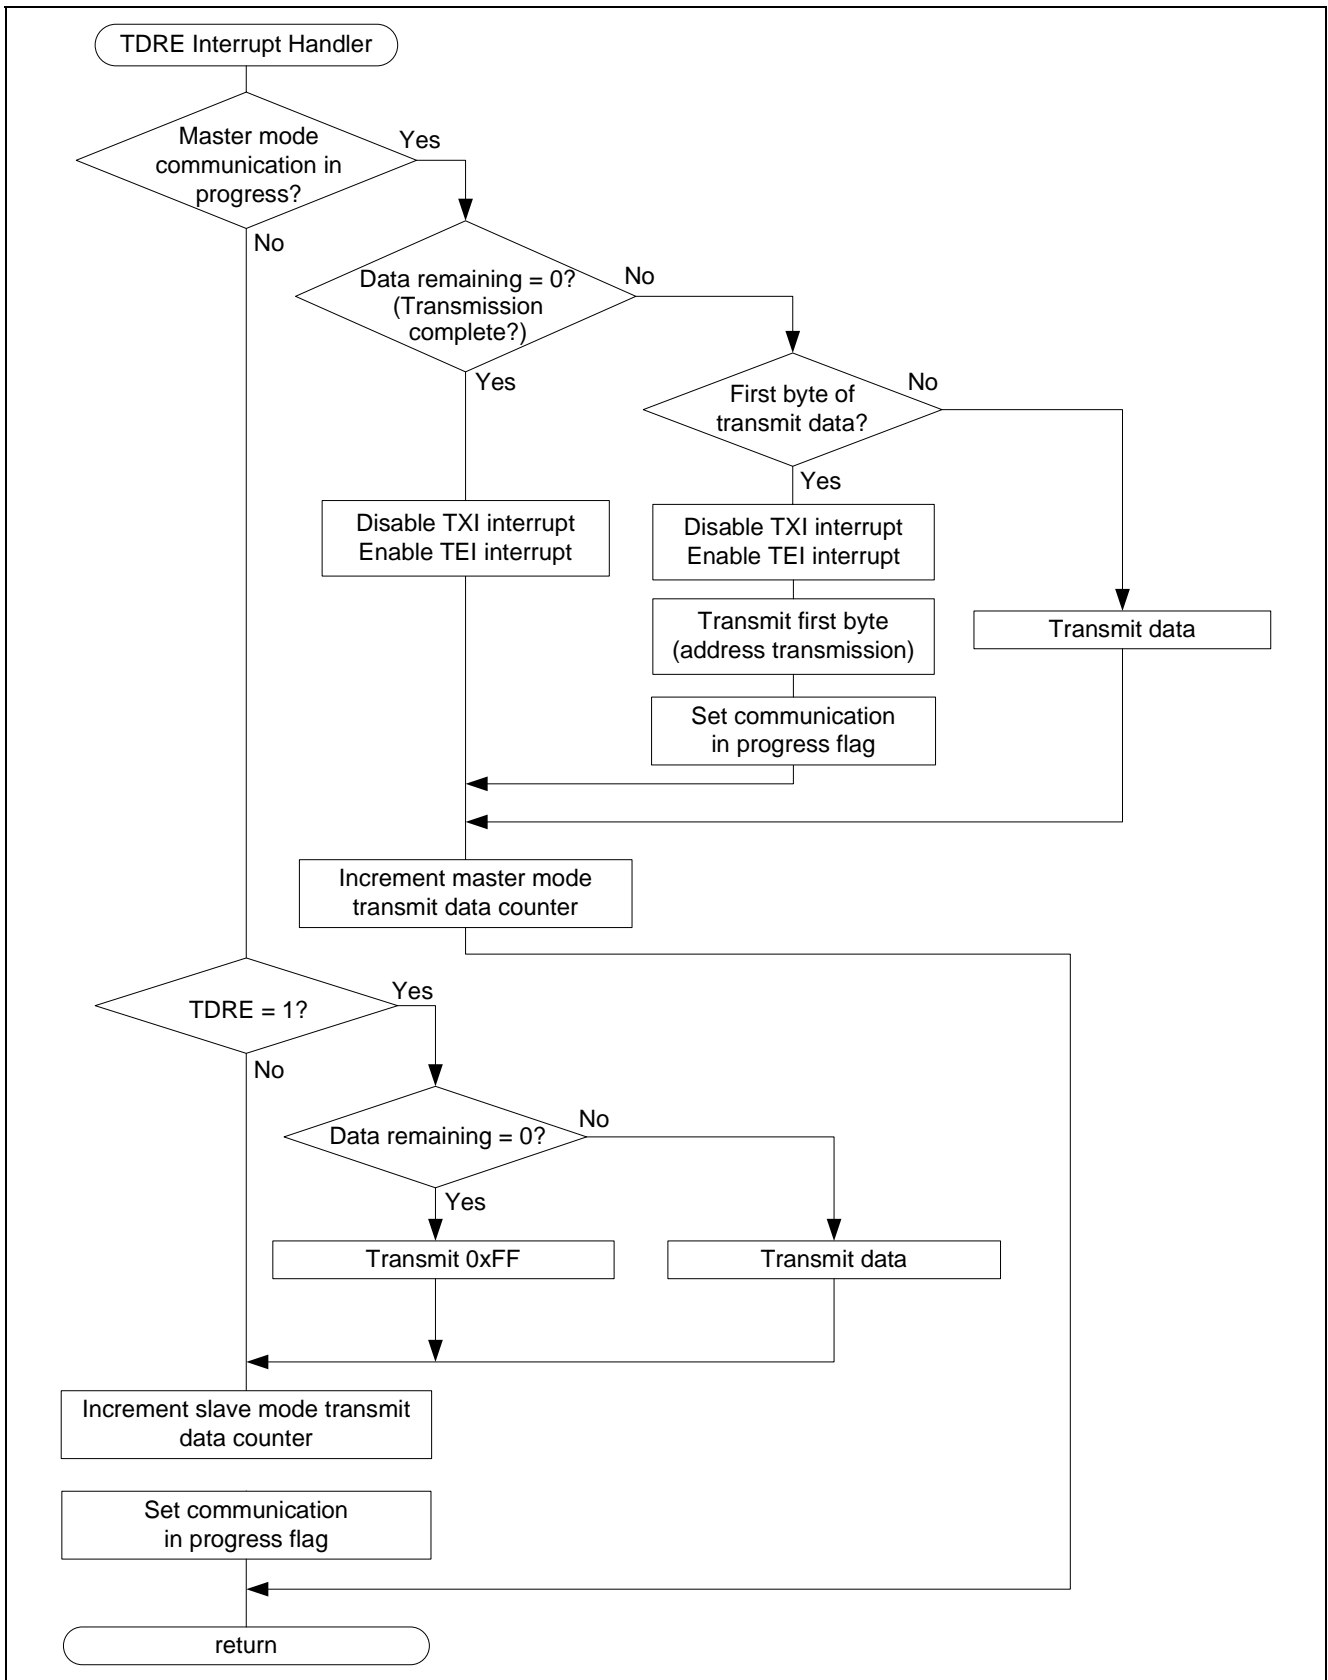 TDRE Interrupt Handler
Master mode
communication in
progress?
Yes
No
Data remaining = 0?
(Transmission
complete?)
No
Yes
First byte of
transmit data?
No
Yes
Disable TXI interrupt
Enable TEI interrupt
Disable TXI interrupt
Enable TEI interrupt
Transmit first byte
(address transmission)
Transmit data
Set communication
in progress flag
Increment master mode
transmit data counter
TDRE = 1?
Yes
No
Data remaining = 0?
No
Yes
Transmit 0xFF
Transmit data
Increment slave mode transmit
data counter
Set communication
in progress flag
return